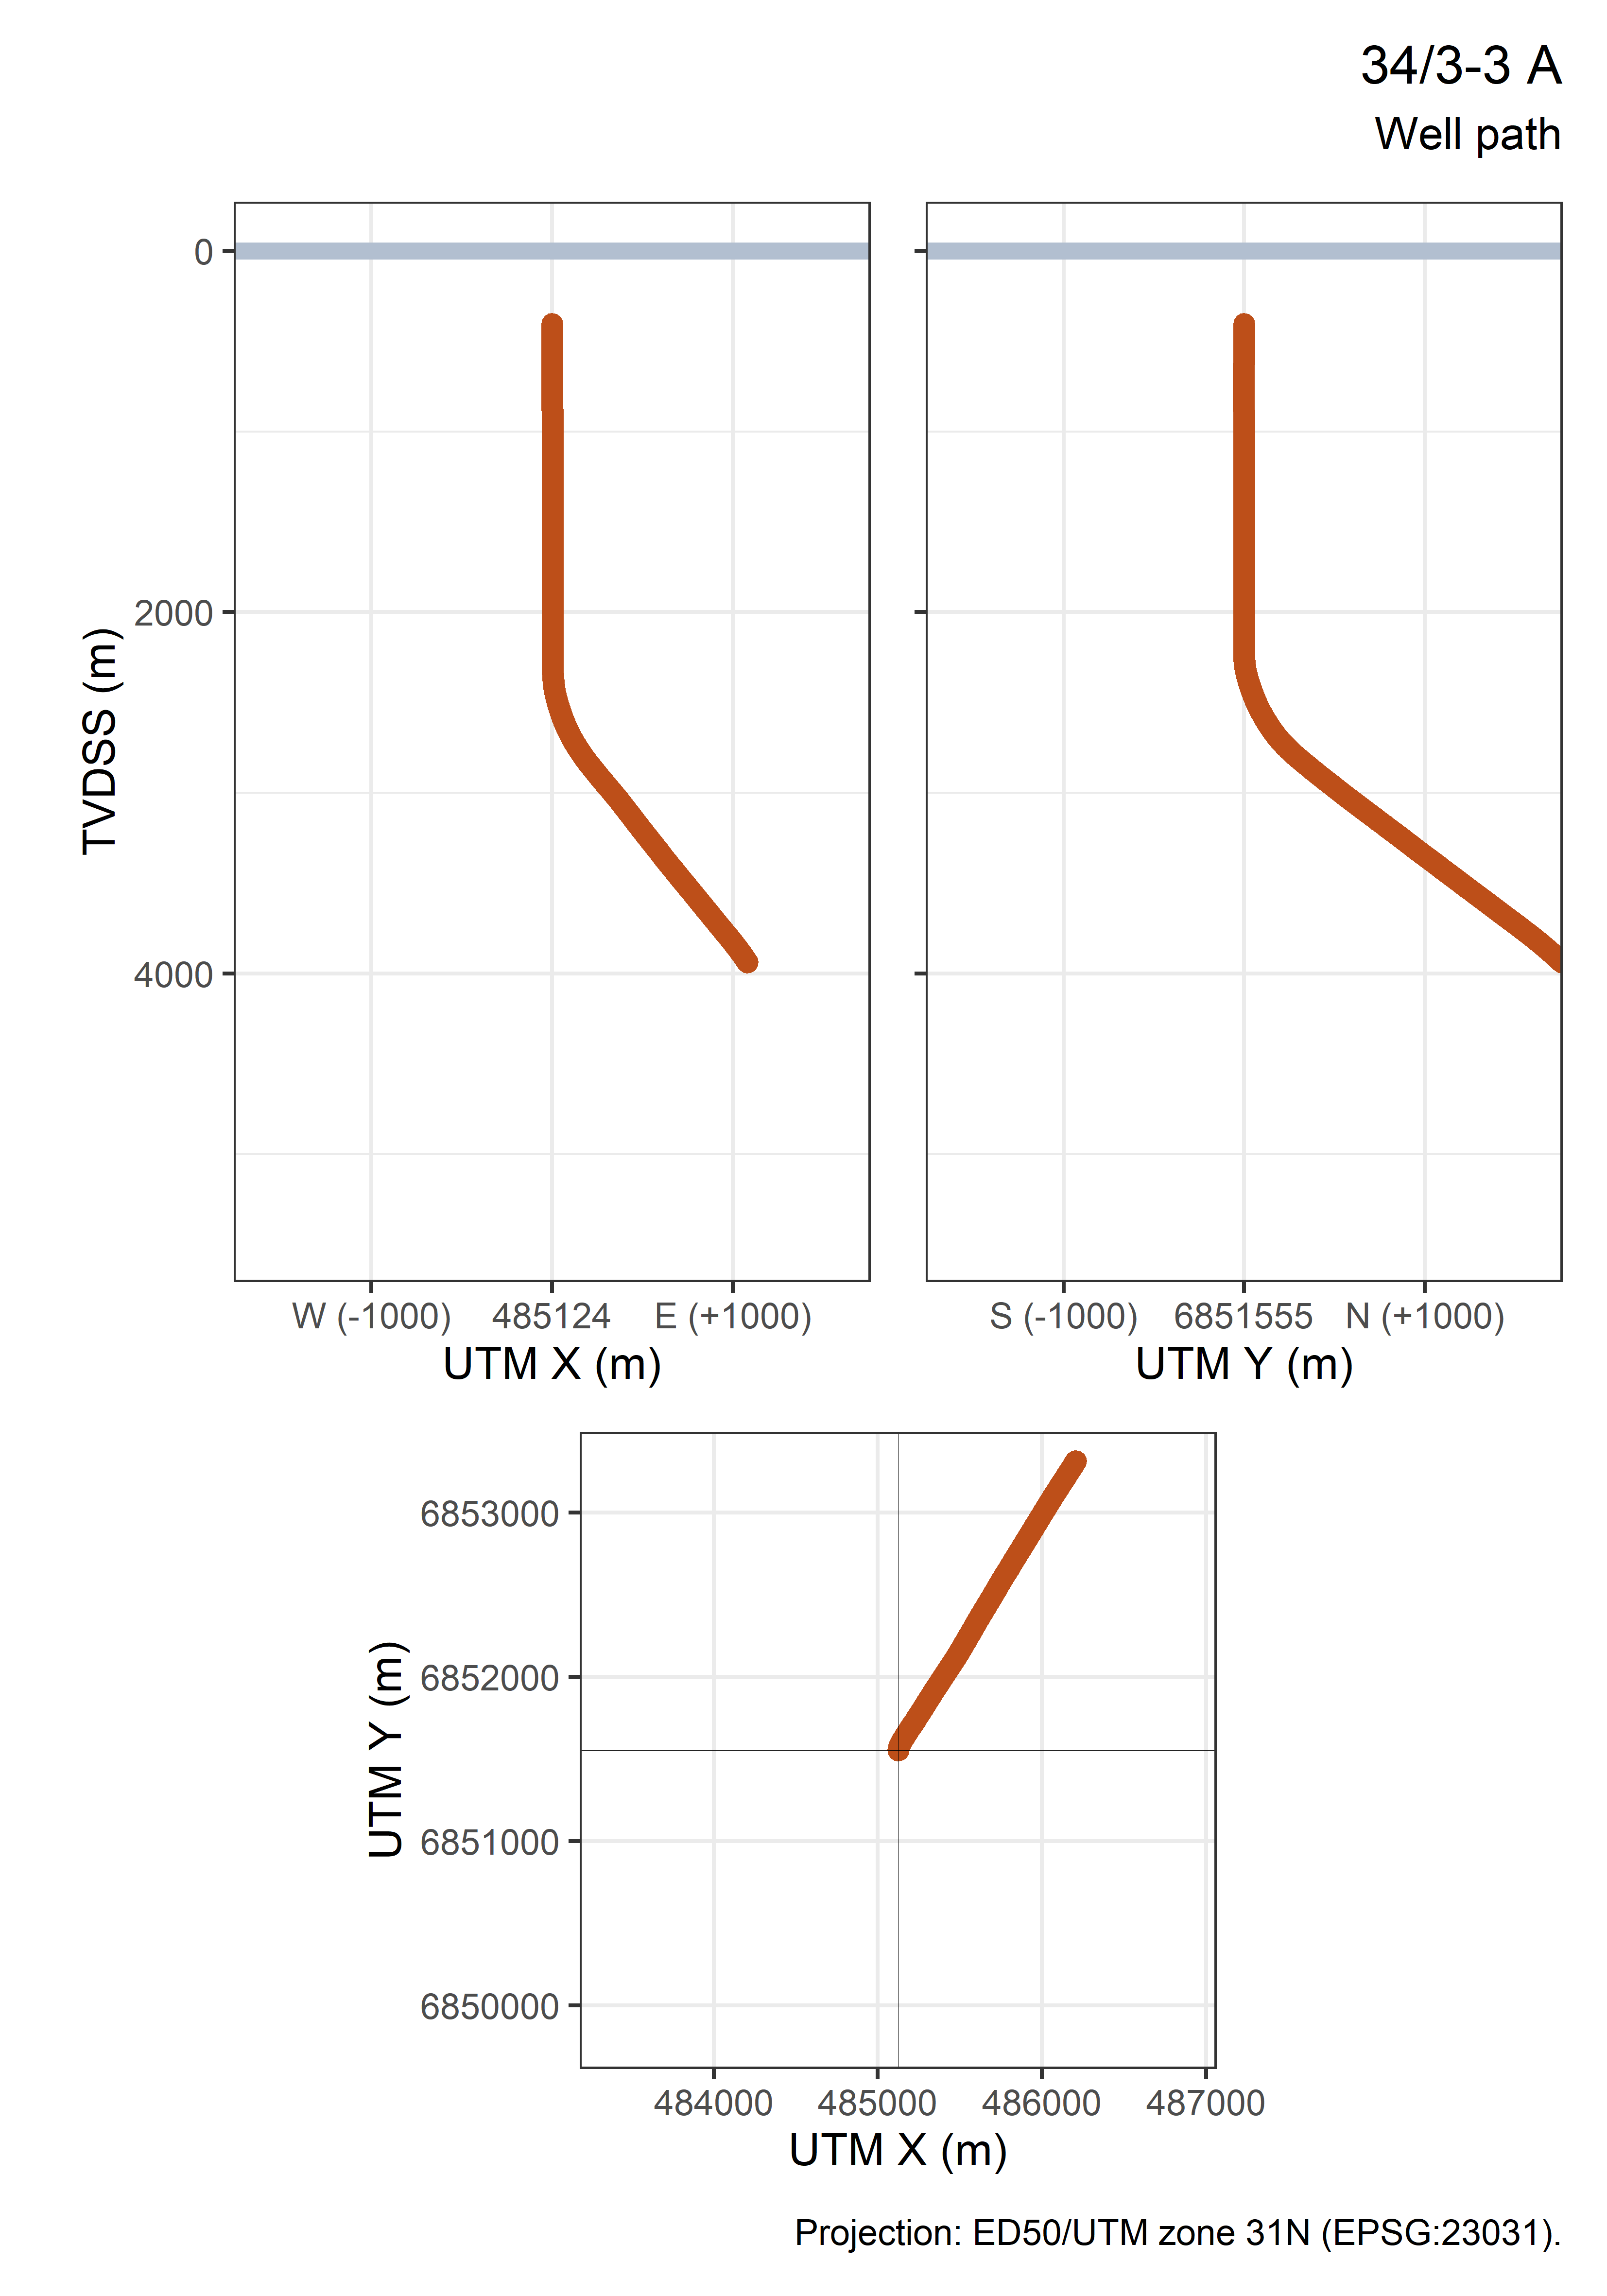 34/3-3 A
Well path
TVDSS (m)
0
2000
4000
W (-1000) 485124 E (+1000)
UTM X (m)
S (-1000) 6851555 N (+1000)
UTM Y (m)
UTM Y (m)
6853000
6852000
6851000
6850000
484000 485000 486000 487000
UTM X (m)
Projection: ED50/UTM zone 31N (EPSG:23031).